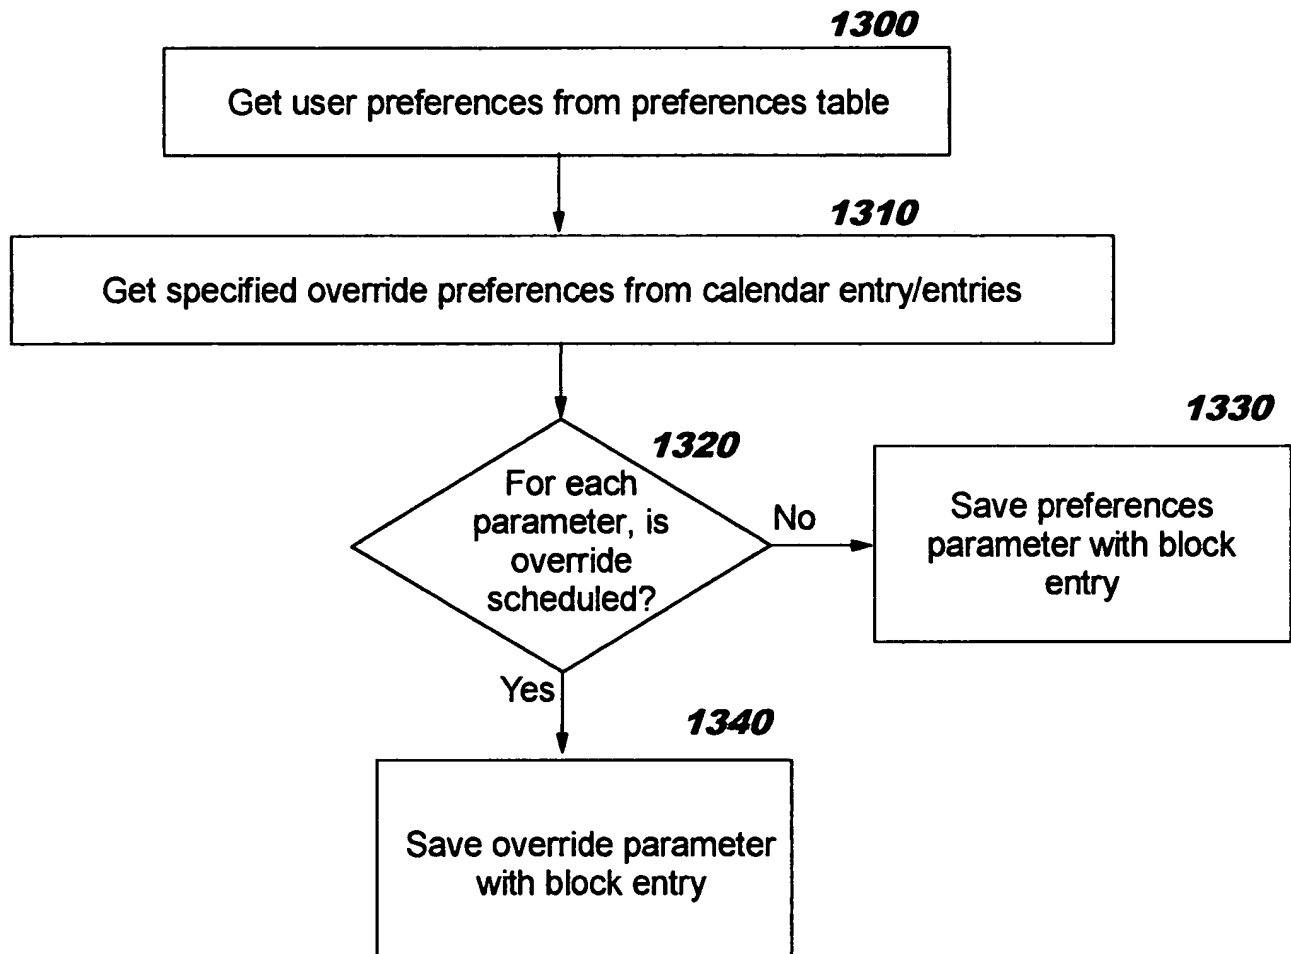 1300
Get user preferences from preferences table
1310
Get specified override preferences from calendar entry/entries
1320
For each
parameter, is
override
scheduled?
No
1330
Save preferences
parameter with block
entry
Yes
1340
Save override parameter
with block entry